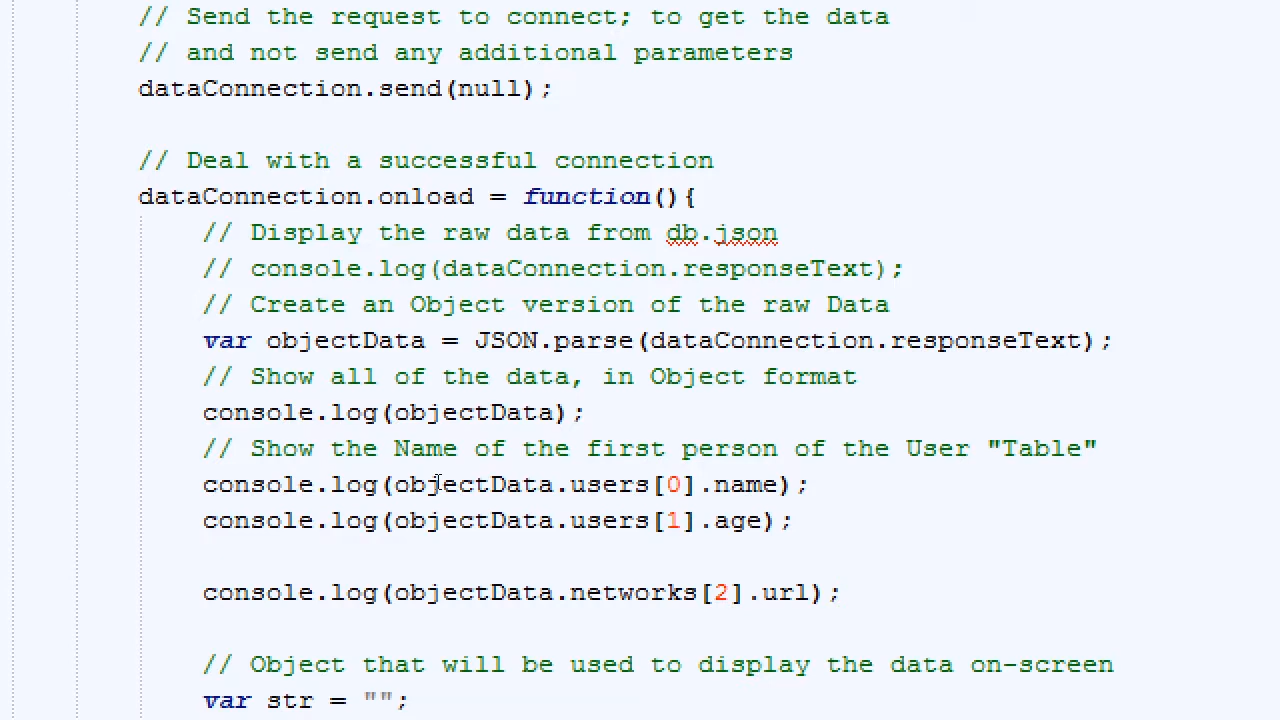 // Send the request to connect; to get the data
// and not send any additional parameters
dataConnection.send(null);
// Deal with a successful connection
dataConnection.onload = function(){
// Display the raw data from db.json
// console.log(dataConnection.responseText);
// Create an Object version of the raw Data
var objectData = JSON.parse(dataConnection.responseText);
// Show all of the data, in Object format
console.log(objectData);
// Show the Name of the first person of the User "Table"
console.log(objectData.users[0].name);
console.log(objectData.users[1].age);
console.log(objectData.networks[2].url);
// Object that will be used to display the data on-screen
var str = "";